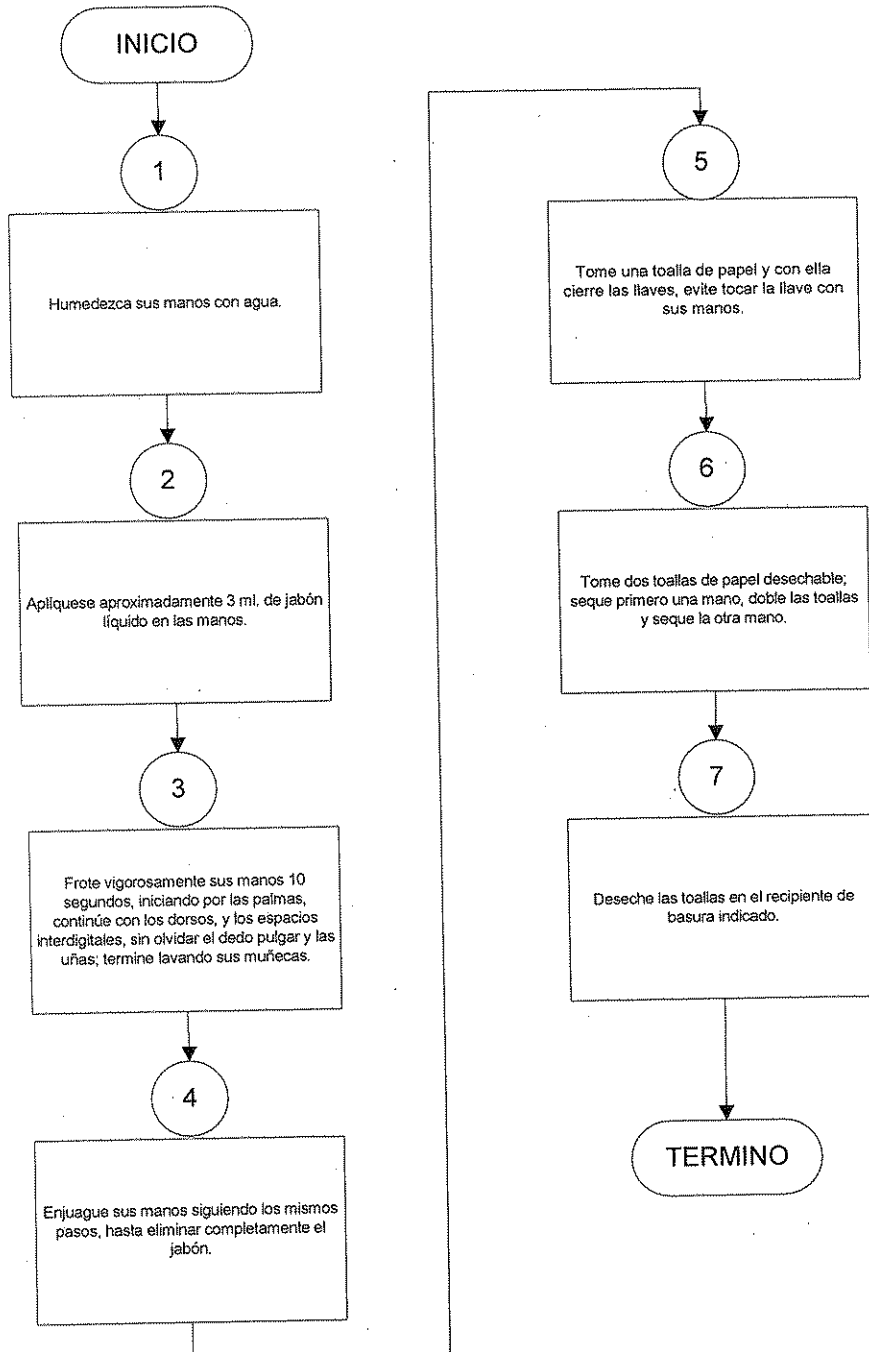 INICIO
1
Humedezca sus manos con agua.
2
Aplíquese aproximadamente 3 ml. de jabón
líquido en las manos.
3
Frote vigorosamente sus manos 10
segundos, iniciando por las palmas,
continúe con los dorsos, y los espacios
interdigitales, sin olvidar el dedo pulgar y las
uñas; termine lavando sus muñecas.
4
Enjuague sus manos siguiendo los mismos
pasos, hasta eliminar completamente el
jabón.
5
Tome una toalla de papel y con ella
cierre las llaves, evite tocar la llave con
sus manos.
6
Tome dos toallas de papel desechable;
seque primero una mano, doble las toallas
y seque la otra mano.
7
Deseche las toallas en el recipiente de
basura indicado.
TERMINO